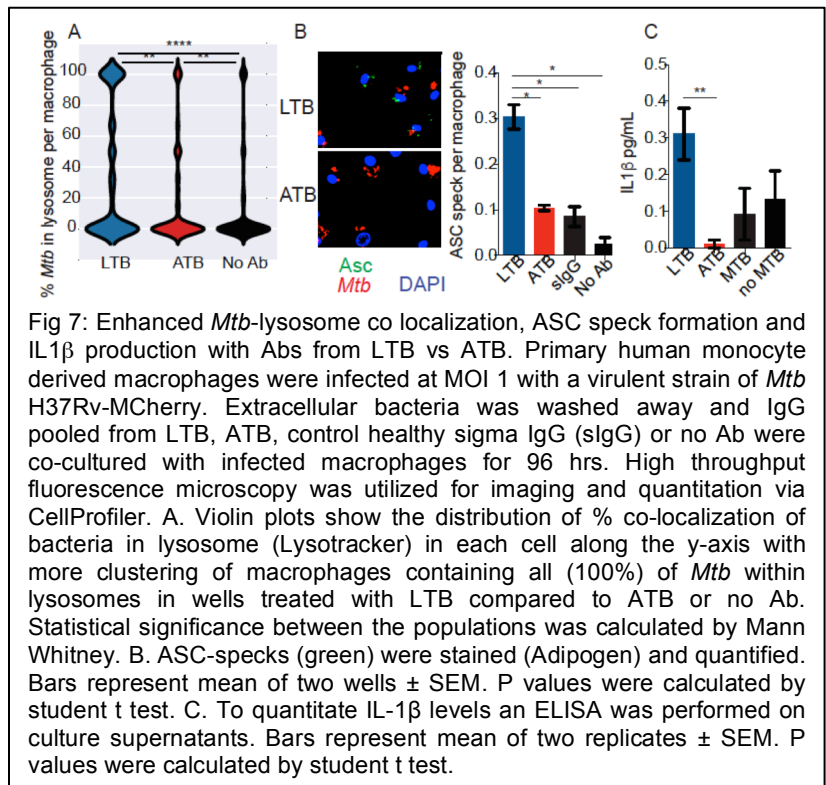 A
B
C
****
**
**
% Mtb in lysosome per macrophage
100
80
60
40
20
0
LTB
ATB
No Ab
LTB
ATB
Asc
Mtb
DAPI
ASC speck per macrophage
0.4
0.3
0.2
0.1
0.0
*
*
*
LTB
ATB
sIgG
No Ab
IL1β pg/mL
0.5
0.4
0.3
0.2
0.1
0.0
**
LTB
ATB
MTB
no MTB
Fig 7: Enhanced Mtb-lysosome co localization, ASC speck formation and
IL1β production with Abs from LTB vs ATB. Primary human monocyte
derived macrophages were infected at MOI 1 with a virulent strain of Mtb
H37Rv-MCherry. Extracellular bacteria was washed away and IgG
pooled from LTB, ATB, control healthy sigma IgG (sIgG) or no Ab were
co-cultured with infected macrophages for 96 hrs. High throughput
fluorescence microscopy was utilized for imaging and quantitation via
CellProfiler. A. Violin plots show the distribution of % co-localization of
bacteria in lysosome (Lysotracker) in each cell along the y-axis with
more clustering of macrophages containing all (100%) of Mtb within
lysosomes in wells treated with LTB compared to ATB or no Ab.
Statistical significance between the populations was calculated by Mann
Whitney. B. ASC-specks (green) were stained (Adipogen) and quantified.
Bars represent mean of two wells ± SEM. P values were calculated by
student t test. C. To quantitate IL-1β levels an ELISA was performed on
culture supernatants. Bars represent mean of two replicates ± SEM. P
values were calculated by student t test.